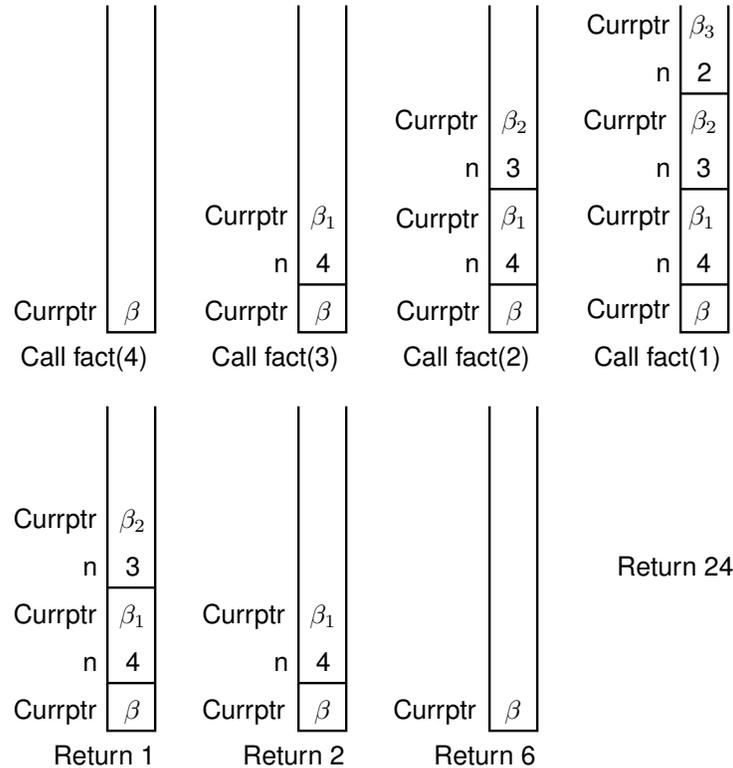 Currptr β3
n 2
Currptr β2
Currptr β2
n 3
n 3
Currptr β1
Currptr β1
Currptr β1
n 4
n 4
n 4
Currptr β
Currptr β
Currptr β
Currptr β
Call fact(4)
Call fact(3)
Call fact(2)
Call fact(1)
Currptr β2
n 3
Return 24
Currptr β1
Currptr β1
n 4
n 4
Currptr β
Currptr β
Currptr β
Return 1
Return 2
Return 6